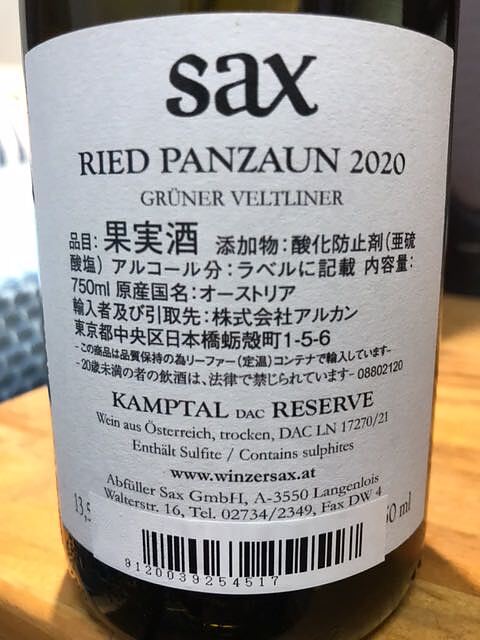 sax
RIED PANZAUN 2020
GRÜNER VELTLINER
品目：果実酒 添加物：酸化防止剤（亜硫
酸塩）アルコール分：ラベルに記載 内容量：
750ml 原産国名：オーストリア
輸入者及び引取先：株式会社アルカン
東京都中央区日本橋蛎殻町1-5-6
-この商品は品質保持の為リーファー（定温）コンテナで輸入しています-
-20歳未満の者の飲酒は、法律で禁じられています- 08802120
KAMPTAL DAC RESERVE
Wein aus Österreich, trocken, DAC LN 17270/21
Enthält Sulfite / Contains sulphites
www.winzersax.at
Abfüller Sax GmbH, A-3550 Langenlois
Walterstr. 16, Tel. 02734/2349, Fax DW 4
13,5 ml
9120039254517